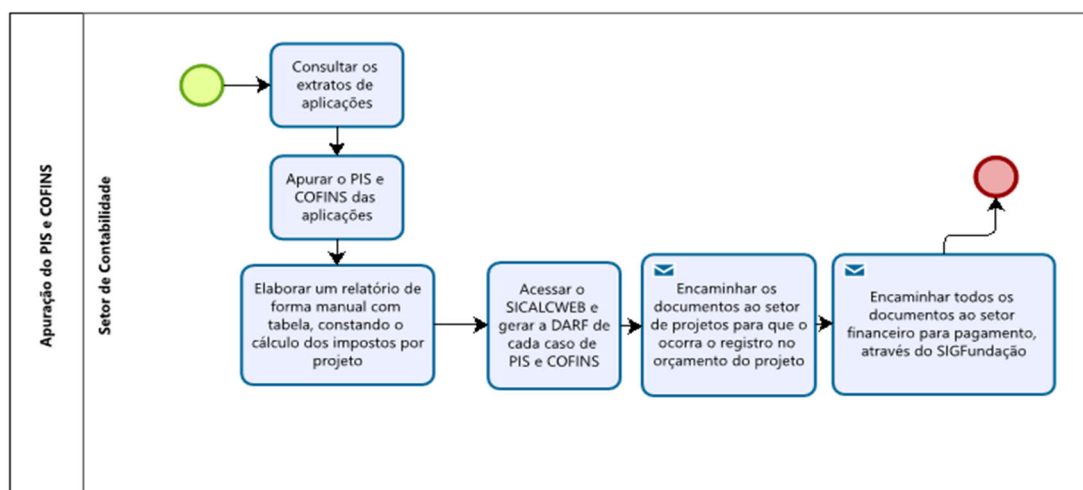 Apuração do PIS e COFINS
Setor de Contabilidade
Consultar os
extratos de
aplicações
Apurar o PIS e
COFINS das
aplicações
Elaborar um relatório de
forma manual com
tabela, constando o
cálculo dos impostos por
projeto
Acessar o
SICALCWEB e
gerar a DARF de
cada caso de
PIS e COFINS
Encaminhar os
documentos ao setor
de projetos para que o
ocorra o registro no
orçamento do projeto
Encaminhar todos os
documentos ao setor
financeiro para pagamento,
através do SIGFundação